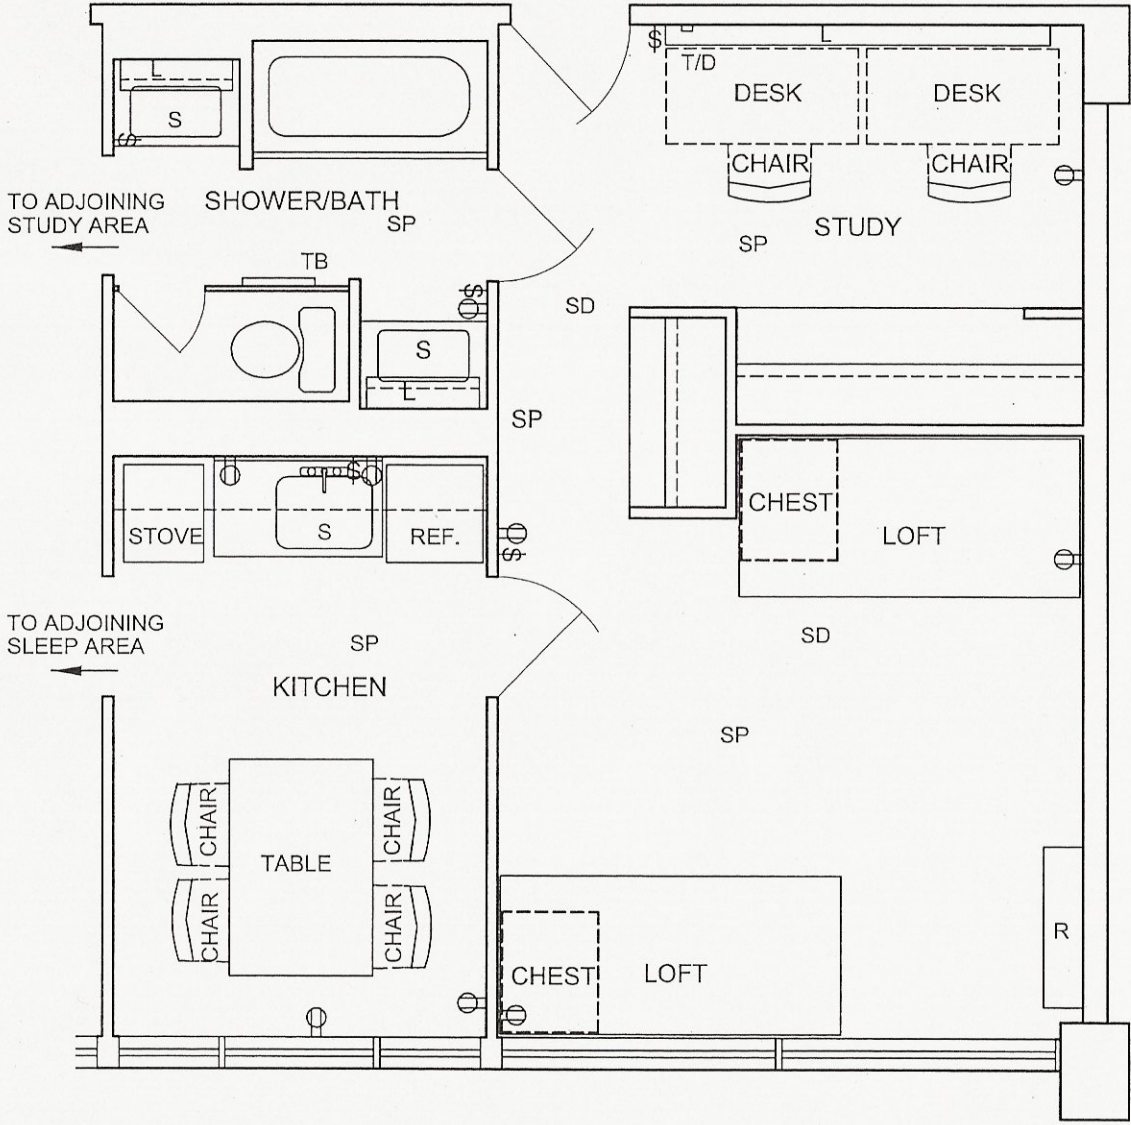 $
L
T/D
DESK
DESK
L
S
$
CHAIR
CHAIR
TO ADJOINING
STUDY AREA
SHOWER/BATH
SP
STUDY
SP
TB
$
SD
S
L
SP
CHEST
LOFT
$
STOVE
S
REF.
$
TO ADJOINING
SLEEP AREA
SP
KITCHEN
SD
SP
CHAIR
CHAIR
TABLE
CHAIR
CHAIR
R
CHEST
LOFT